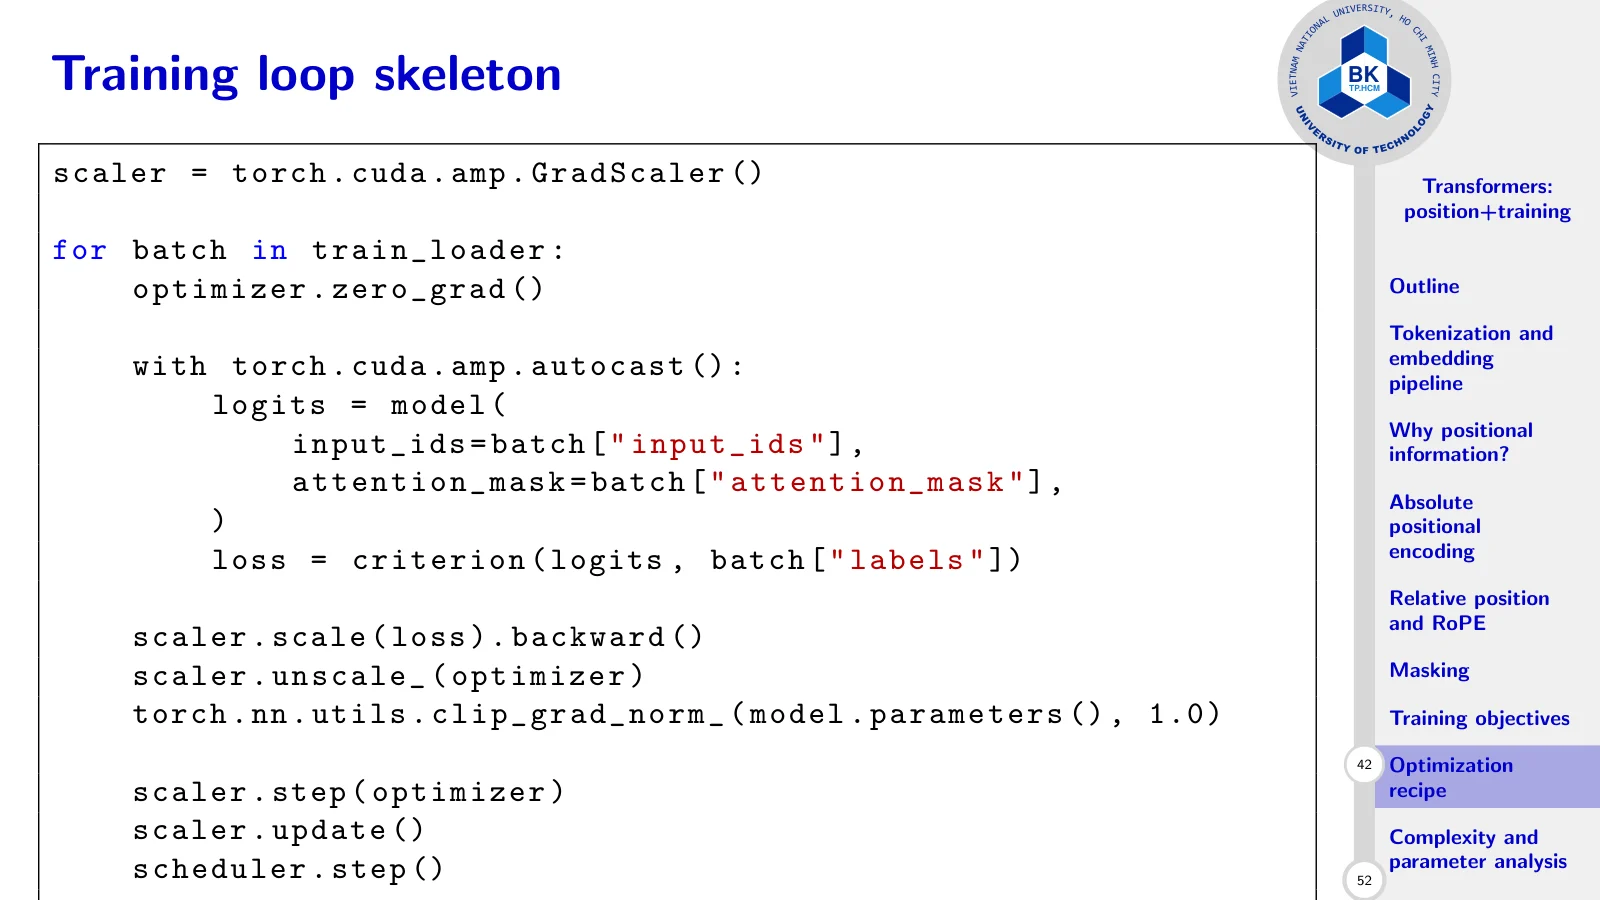 Training loop skeleton
scaler = torch.cuda.amp.GradScaler()
for batch in train_loader:
    optimizer.zero_grad()
    with torch.cuda.amp.autocast():
        logits = model(
            input_ids=batch["input_ids"],
            attention_mask=batch["attention_mask"],
        )
        loss = criterion(logits, batch["labels"])
    scaler.scale(loss).backward()
    scaler.unscale_(optimizer)
    torch.nn.utils.clip_grad_norm_(model.parameters(), 1.0)
    scaler.step(optimizer)
    scaler.update()
    scheduler.step()
VIETNAM NATIONAL UNIVERSITY, HO CHI MINH CITY
BK
TP.HCM
UNIVERSITY OF TECHNOLOGY
Transformers:
position+training
Outline
Tokenization and
embedding
pipeline
Why positional
information?
Absolute
positional
encoding
Relative position
and RoPE
Masking
Training objectives
42
Optimization
recipe
Complexity and
parameter analysis
52